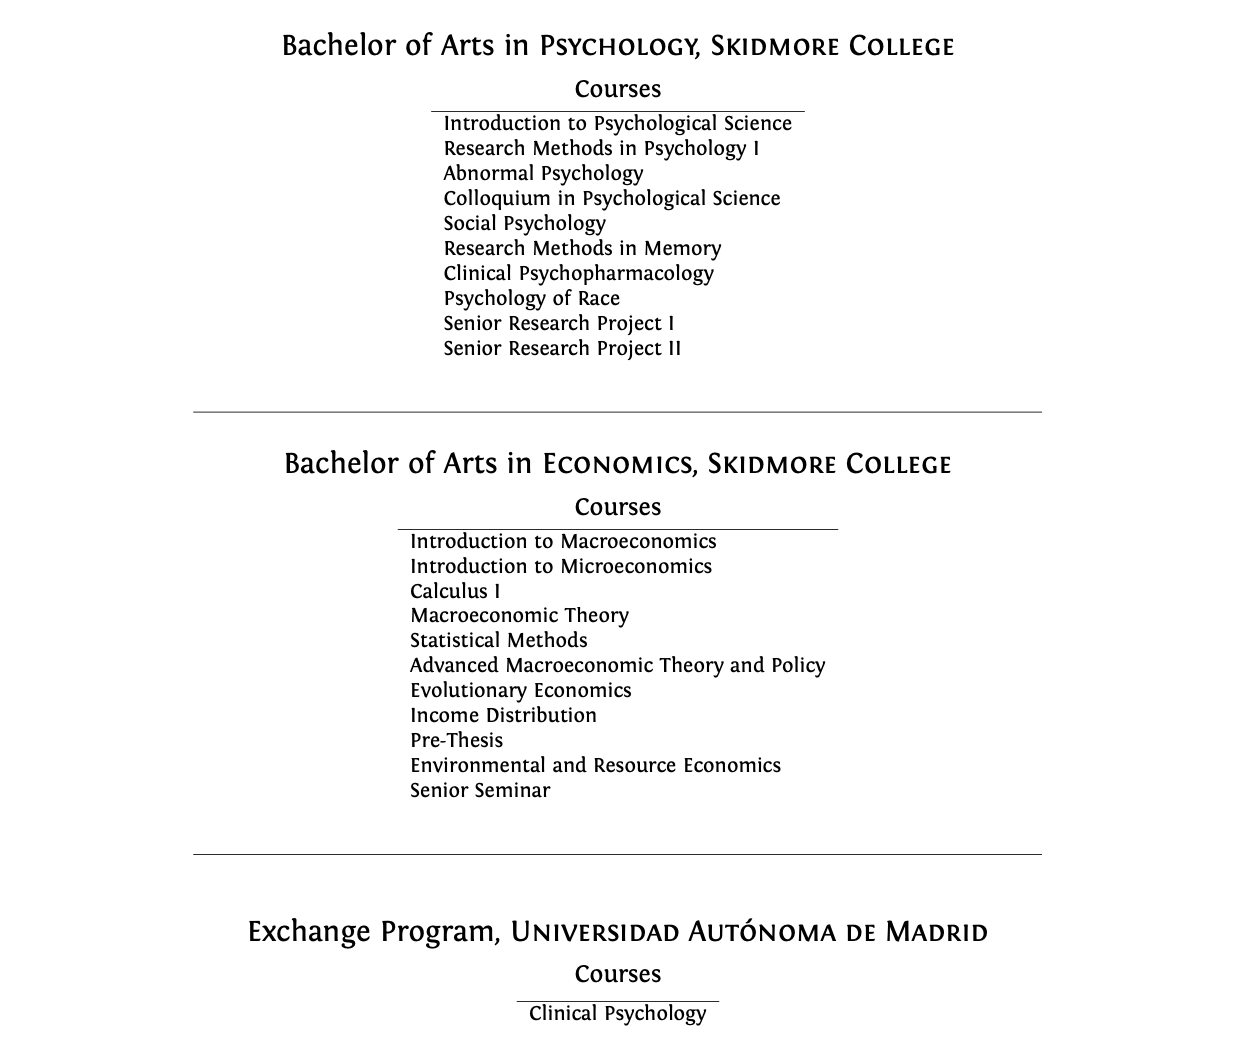 Bachelor of Arts in Psychology, Skidmore College
Courses
Introduction to Psychological Science
Research Methods in Psychology I
Abnormal Psychology
Colloquium in Psychological Science
Social Psychology
Research Methods in Memory
Clinical Psychopharmacology
Psychology of Race
Senior Research Project I
Senior Research Project II
Bachelor of Arts in Economics, Skidmore College
Courses
Introduction to Macroeconomics
Introduction to Microeconomics
Calculus I
Macroeconomic Theory
Statistical Methods
Advanced Macroeconomic Theory and Policy
Evolutionary Economics
Income Distribution
Pre-Thesis
Environmental and Resource Economics
Senior Seminar
Exchange Program, Universidad Autónoma de Madrid
Courses
Clinical Psychology